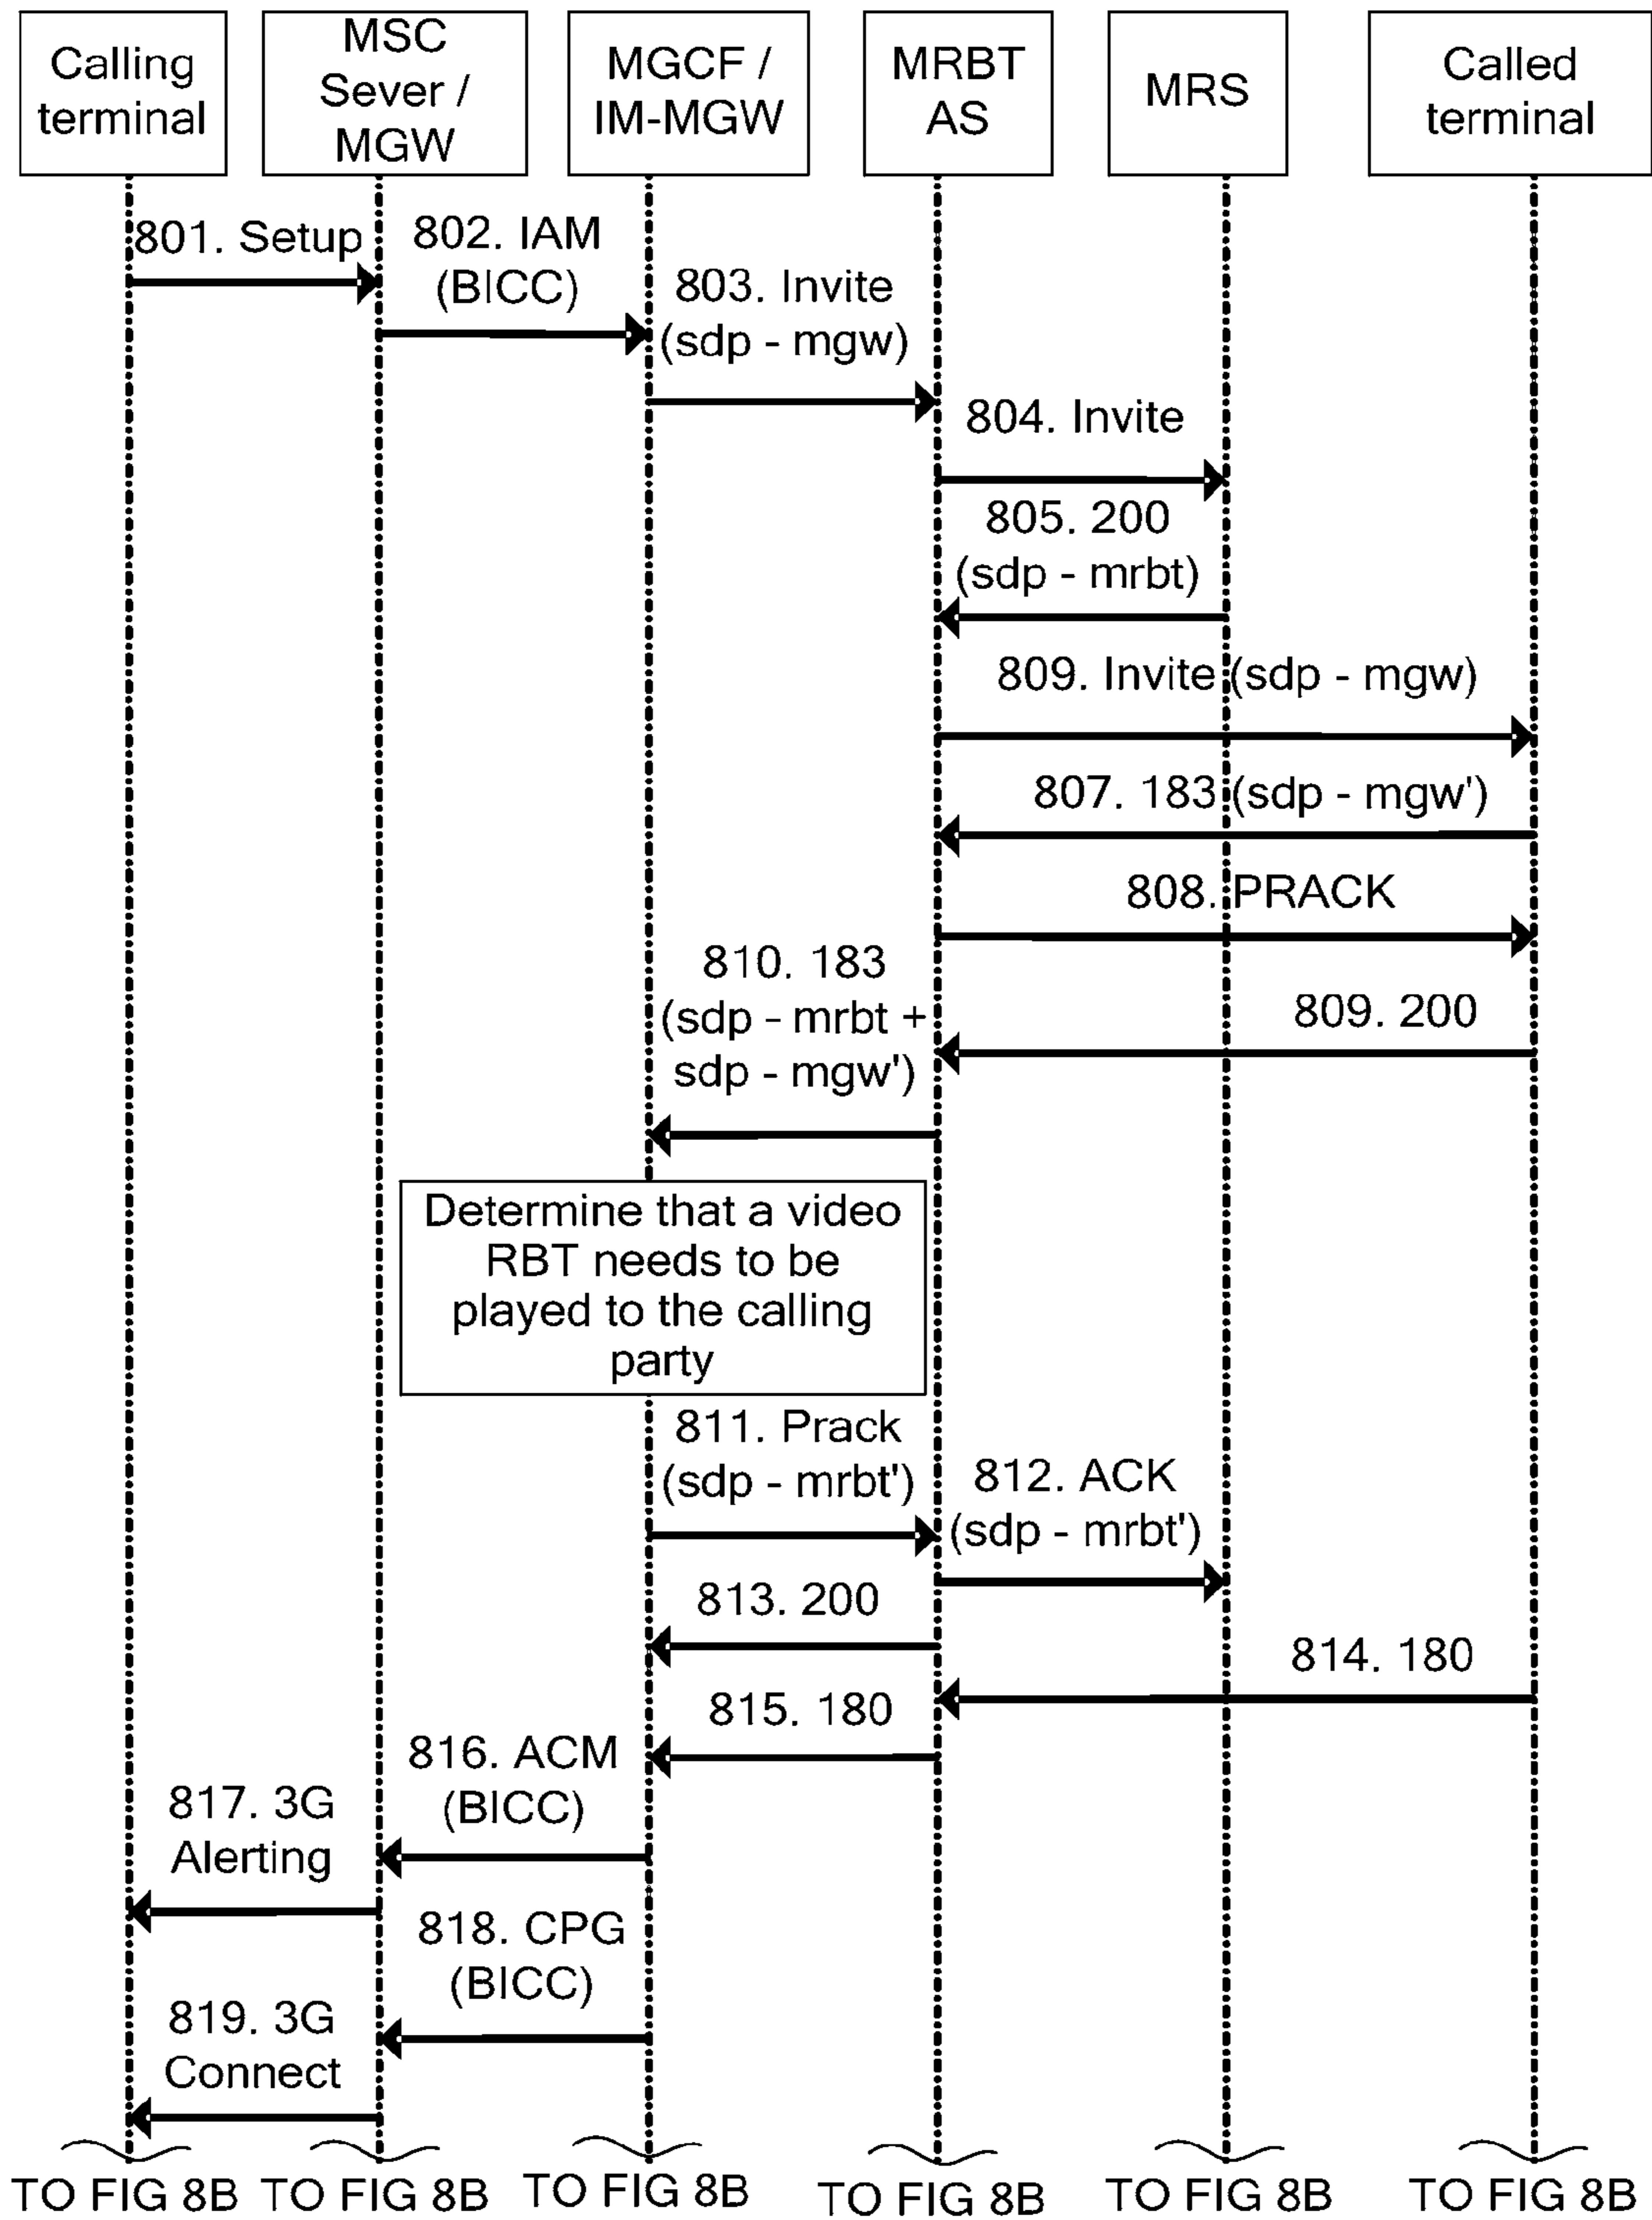 Calling
terminal
MSC
Sever /
MGW
MGCF /
IM-MGW
MRBT
AS
MRS
Called
terminal
801. Setup
802. IAM
(BICC)
803. Invite
(sdp - mgw)
804. Invite
805. 200
(sdp - mrbt)
809. Invite (sdp - mgw)
807. 183 (sdp - mgw')
808. PRACK
810. 183
(sdp - mrbt +
sdp - mgw')
809. 200
Determine that a video
RBT needs to be
played to the calling
party
811. Prack
(sdp - mrbt')
812. ACK
(sdp - mrbt')
813. 200
814. 180
815. 180
816. ACM
(BICC)
817. 3G
Alerting
818. CPG
(BICC)
819. 3G
Connect
TO FIG 8B
TO FIG 8B
TO FIG 8B
TO FIG 8B
TO FIG 8B
TO FIG 8B